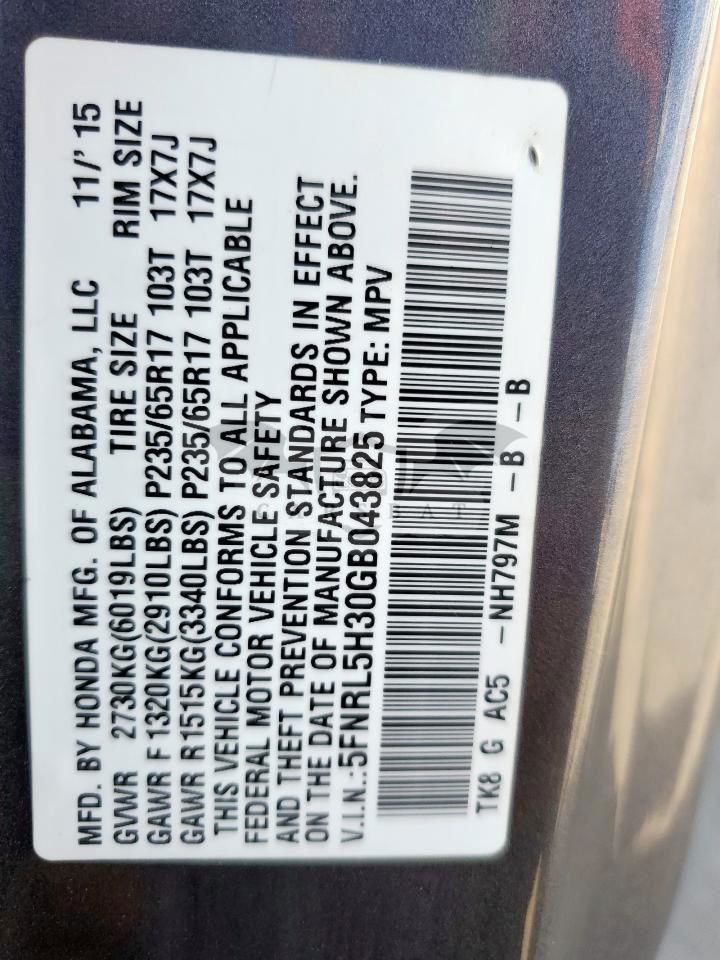 MFD. BY HONDA MFG. OF ALABAMA, LLC 11/' 15
GVWR 2730KG(6019LBS) TIRE SIZE RIM SIZE
GAWR F 1320KG(2910LBS) P235/65R17 103T 17X7J
GAWR R 1515KG(3340LBS) P235/65R17 103T 17X7J
THIS VEHICLE CONFORMS TO ALL APPLICABLE
FEDERAL MOTOR VEHICLE SAFETY
AND THEFT PREVENTION STANDARDS IN EFFECT
ON THE DATE OF MANUFACTURE SHOWN ABOVE.
V.I.N.:5FNRL5H30GB043825 TYPE: MPV
TK8 G AC5 -NH797M -B -B